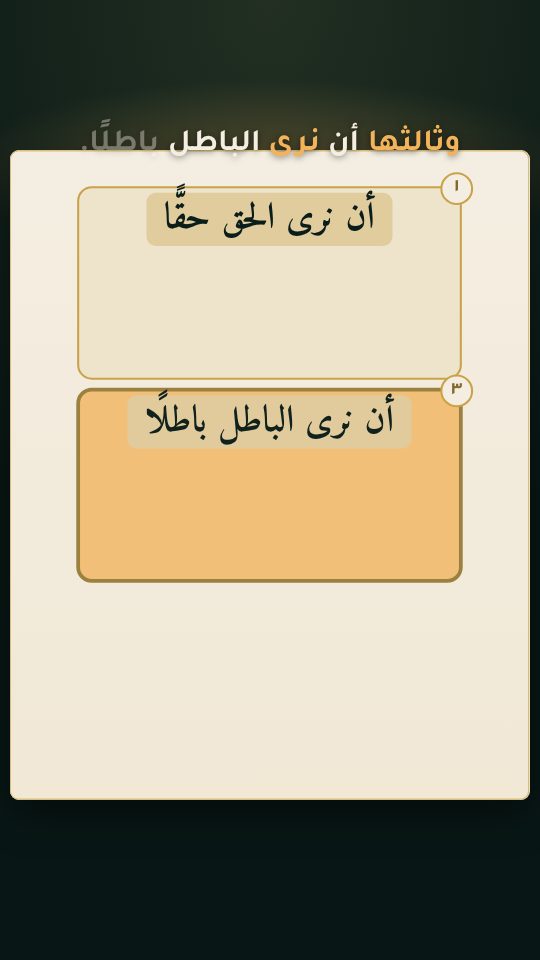 وثالثها أن نرى الباطل باطلًا.
١
أن نرى الحق حقًّا
٣
أن نرى الباطل باطلًا